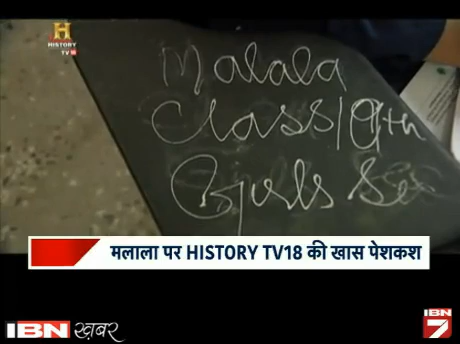 HISTORY
TV18
Malala
Class/9th
Girls
मलाला पर HISTORY TV18 की खास पेशकश
IBN ख़बर
IBN
7